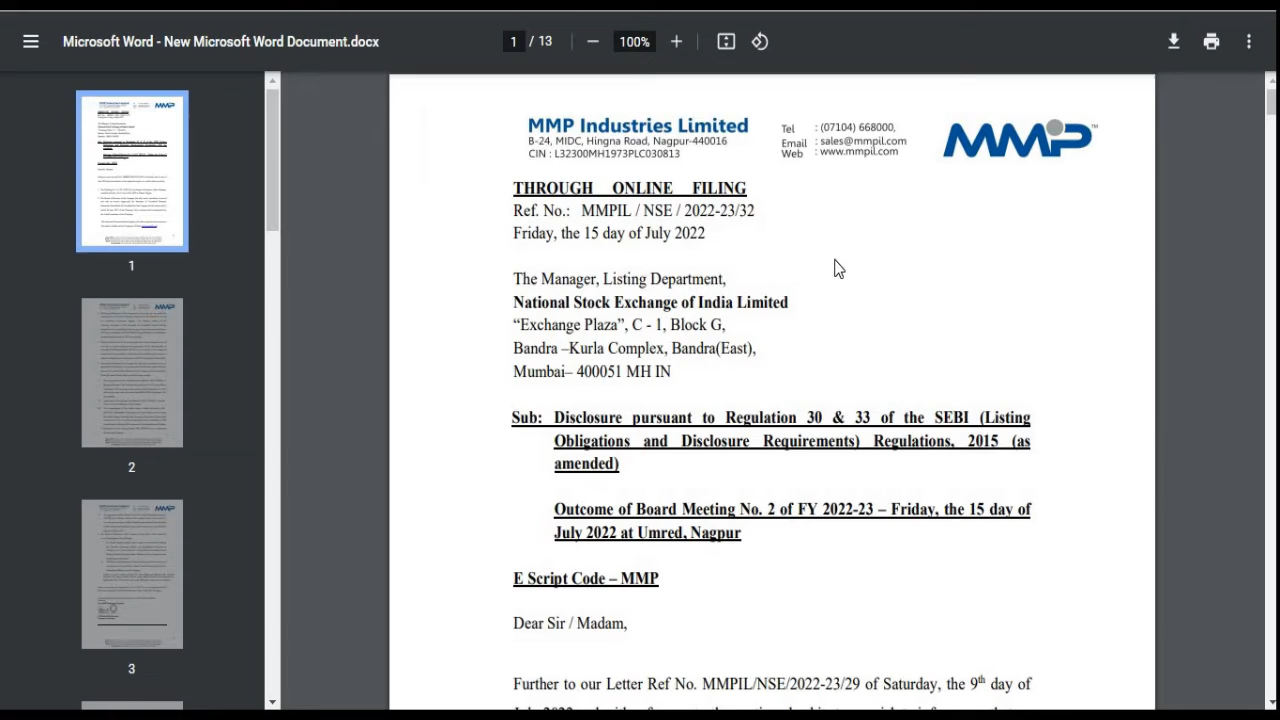 Microsoft Word - New Microsoft Word Document.docx
1 / 13
100%
MMP Industries Limited
B-24, MIDC, Hingna Road, Nagpur-440016
CIN : L32300MH1973PLC030813
Tel : (07104) 668000,
Email : sales@mmpil.com
Web : www.mmpil.com
MMP™
THROUGH ONLINE FILING
Ref. No.: MMPIL / NSE / 2022-23/32
Friday, the 15 day of July 2022
The Manager, Listing Department,
National Stock Exchange of India Limited
“Exchange Plaza”, C - 1, Block G,
Bandra –Kurla Complex, Bandra(East),
Mumbai– 400051 MH IN
Sub: Disclosure pursuant to Regulation 30 & 33 of the SEBI (Listing
Obligations and Disclosure Requirements) Regulations, 2015 (as
amended)
Outcome of Board Meeting No. 2 of FY 2022-23 – Friday, the 15 day of
July 2022 at Umred, Nagpur
E Script Code – MMP
Dear Sir / Madam,
Further to our Letter Ref No. MMPIL/NSE/2022-23/29 of Saturday, the 9th day of
1
2
3